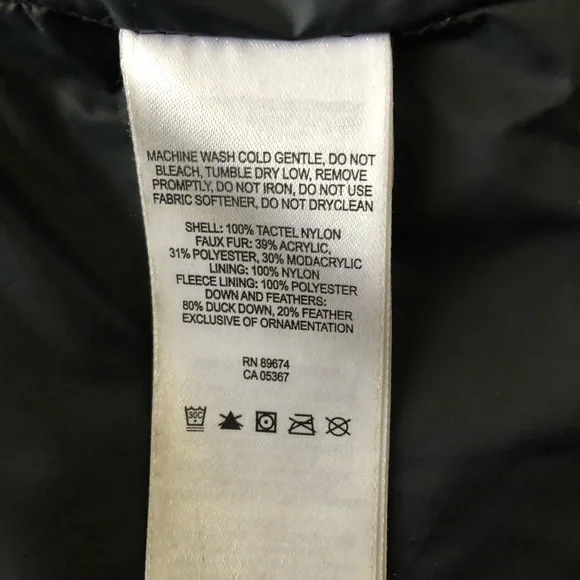 MACHINE WASH COLD GENTLE, DO NOT
BLEACH, TUMBLE DRY LOW, REMOVE
PROMPTLY, DO NOT IRON, DO NOT USE
FABRIC SOFTENER, DO NOT DRYCLEAN
SHELL: 100% TACTEL NYLON
FAUX FUR: 39% ACRYLIC,
31% POLYESTER, 30% MODACRYLIC
LINING: 100% NYLON
FLEECE LINING: 100% POLYESTER
DOWN AND FEATHERS:
80% DUCK DOWN, 20% FEATHER
EXCLUSIVE OF ORNAMENTATION
RN 89674
CA 05367
30C